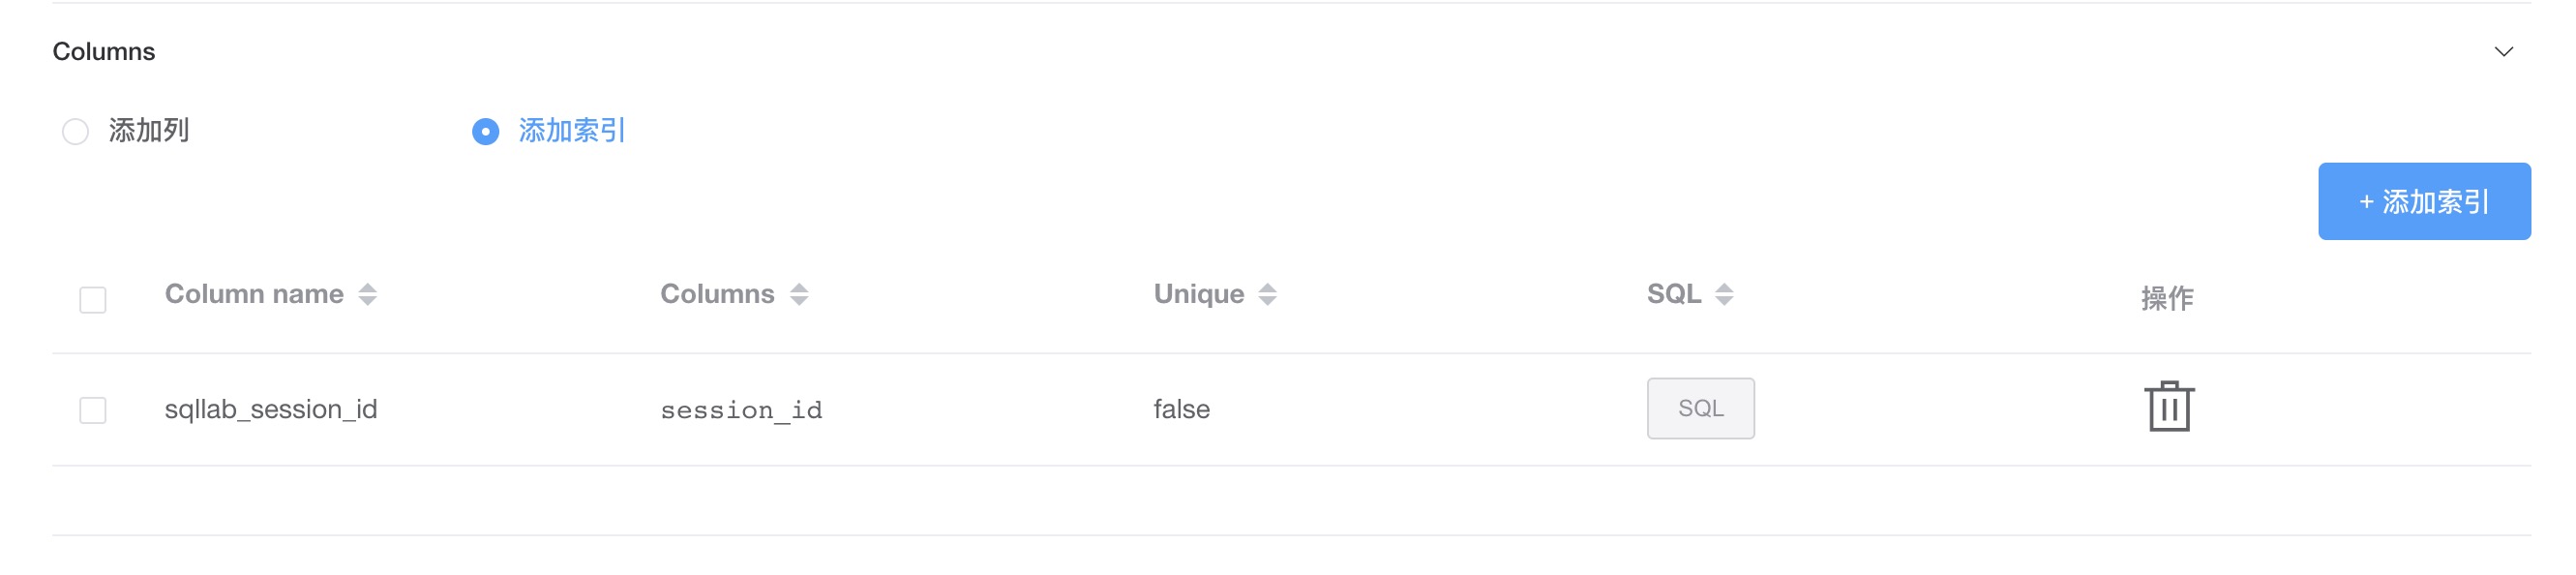 Columns
添加列 添加索引
+ 添加索引
Column name Columns Unique SQL 操作
sqllab_session_id session_id false SQL